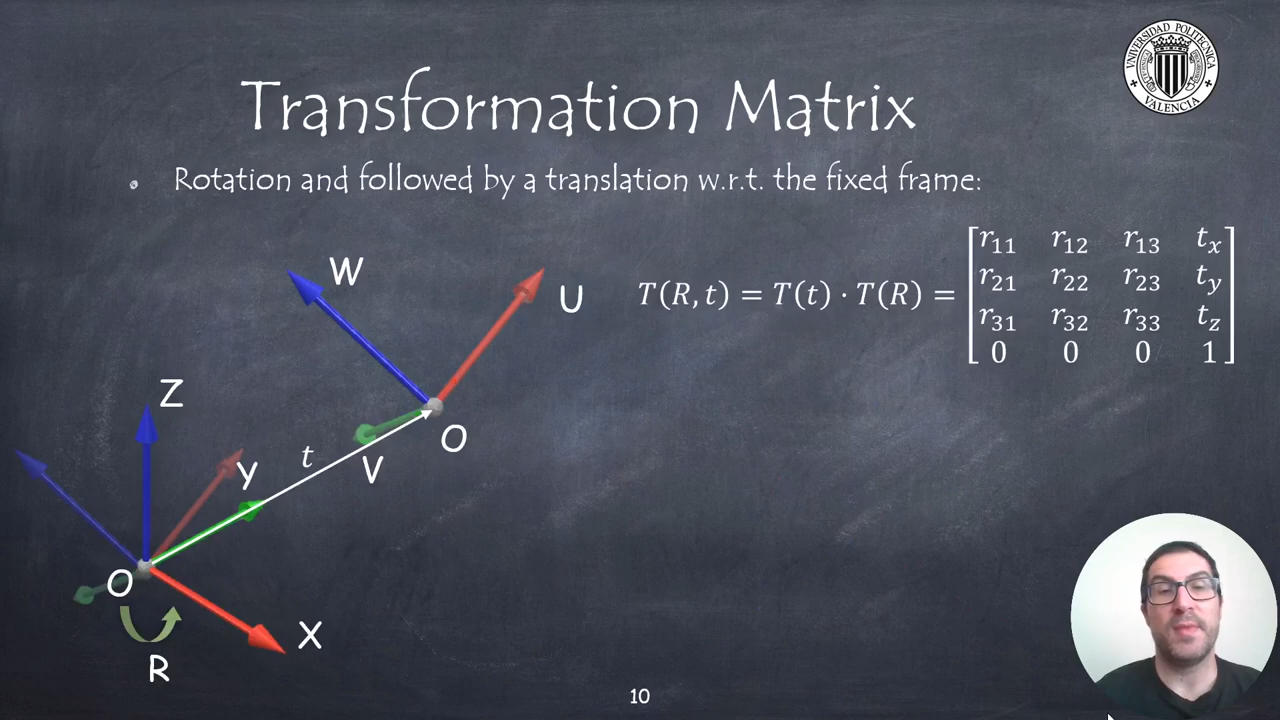 UNIVERSIDAD POLITECNICA
VALENCIA
Transformation Matrix
Rotation and followed by a translation w.r.t. the fixed frame:
W
U
T(R, t) = T(t) · T(R) =
r11 r12 r13 tx
r21 r22 r23 ty
r31 r32 r33 tz
0 0 0 1
Z
O
t
Y
V
O
X
R
10